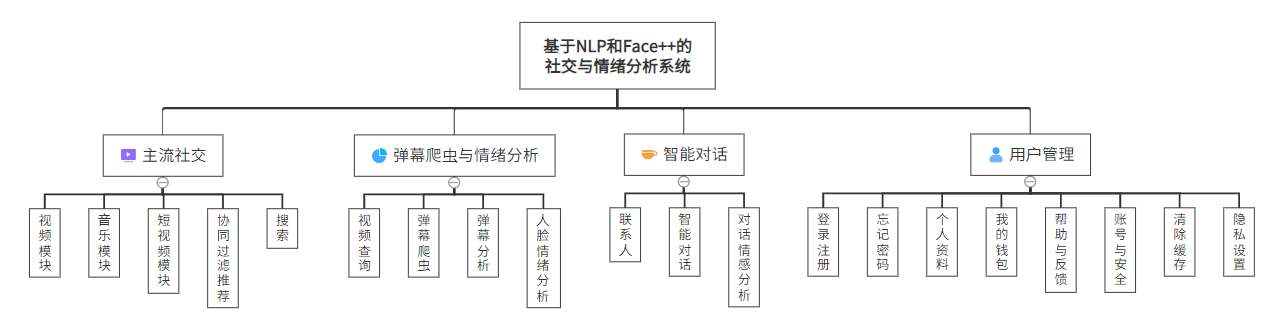 基于NLP和Face++的
社交与情绪分析系统
主流社交
弹幕爬虫与情绪分析
智能对话
用户管理
视频模块
音乐模块
短视频模块
协同过滤推荐
搜索
视频查询
弹幕爬虫
弹幕分析
人脸情绪分析
联系人
智能对话
对话情感分析
登录注册
忘记密码
个人资料
我的钱包
帮助与反馈
账号与安全
清除缓存
隐私设置